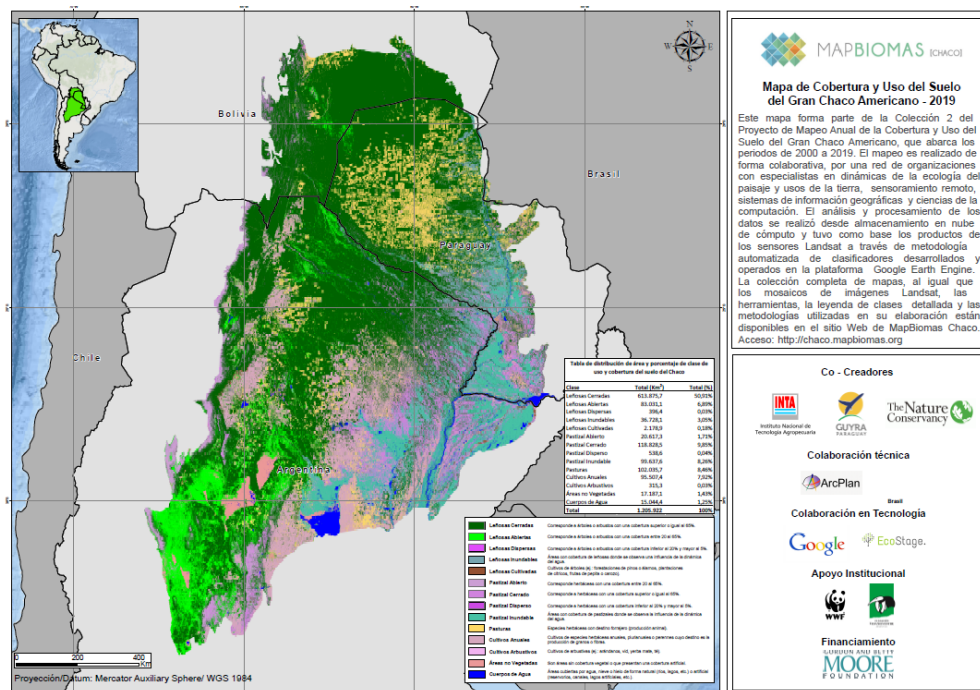 N
W
E
S
Bolivia
Brasil
Paraguay
Chile
Argentina
Tabla de distribución de área y porcentaje de clase de
uso y cobertura del suelo del Chaco
Clase Total (Km²) Total (%)
Leñosas Cerradas 613.875,7 50,91%
Leñosas Abiertas 83.031,1 6,89%
Leñosas Dispersas 396,4 0,03%
Leñosas Inundables 36.728,1 3,05%
Leñosas Cultivadas 2.178,9 0,18%
Pastizal Abierto 20.617,3 1,71%
Pastizal Cerrado 118.828,5 9,85%
Pastizal Disperso 538,6 0,04%
Pastizal Inundable 99.637,6 8,26%
Pasturas 102.035,7 8,46%
Cultivos Anuales 95.507,4 7,92%
Cultivos Arbustivos 315,3 0,03%
Áreas no Vegetadas 17.187,1 1,43%
Cuerpos de Agua 15.044,4 1,25%
Total 1.205.922 100%
Leñosas Cerradas
Leñosas Abiertas
Leñosas Dispersas
Leñosas Inundables
Leñosas Cultivadas
Pastizal Abierto
Pastizal Cerrado
Pastizal Disperso
Pastizal Inundable
Pasturas Especies herbáceas con destino forrajero (producción animal).
Cultivos Anuales
Cultivos Arbustivos
Áreas no Vegetadas Son áreas sin cobertura vegetal o que presentan una cobertura artificial.
Cuerpos de Agua
0 200 400
Km
Proyección/Datum: Mercator Auxiliary Sphere/ WGS 1984
MAPBIOMAS [CHACO]
Mapa de Cobertura y Uso del Suelo
del Gran Chaco Americano - 2019
Este mapa forma parte de la Colección 2 del
Proyecto de Mapeo Anual de la Cobertura y Uso del
Suelo del Gran Chaco Americano, que abarca los
periodos de 2000 a 2019. El mapeo es realizado de
forma colaborativa, por una red de organizaciones
con especialistas en dinámicas de la ecología del
paisaje y usos de la tierra, sensoramiento remoto,
sistemas de información geográficas y ciencias de la
computación. El análisis y procesamiento de los
datos se realizó desde almacenamiento en nube
de cómputo y tuvo como base los productos de
los sensores Landsat a través de metodología
automatizada de clasificadores desarrollados y
operados en la plataforma Google Earth Engine.
La colección completa de mapas, al igual que
los mosaicos de imágenes Landsat, las
herramientas, la leyenda de clases detallada y las
metodologías utilizadas en su elaboración están
disponibles en el sitio Web de MapBiomas Chaco.
Acceso: http://chaco.mapbiomas.org
Co - Creadores
INTA
Instituto Nacional de
Tecnología Agropecuaria
GUYRA
PARAGUAY
The Nature
Conservancy
Colaboración técnica
ArcPlan
Brasil
Colaboración en Tecnología
Google
EcoStage.
Apoyo Institucional
WWF
Financiamiento
GORDON AND BETTY
MOORE
FOUNDATION